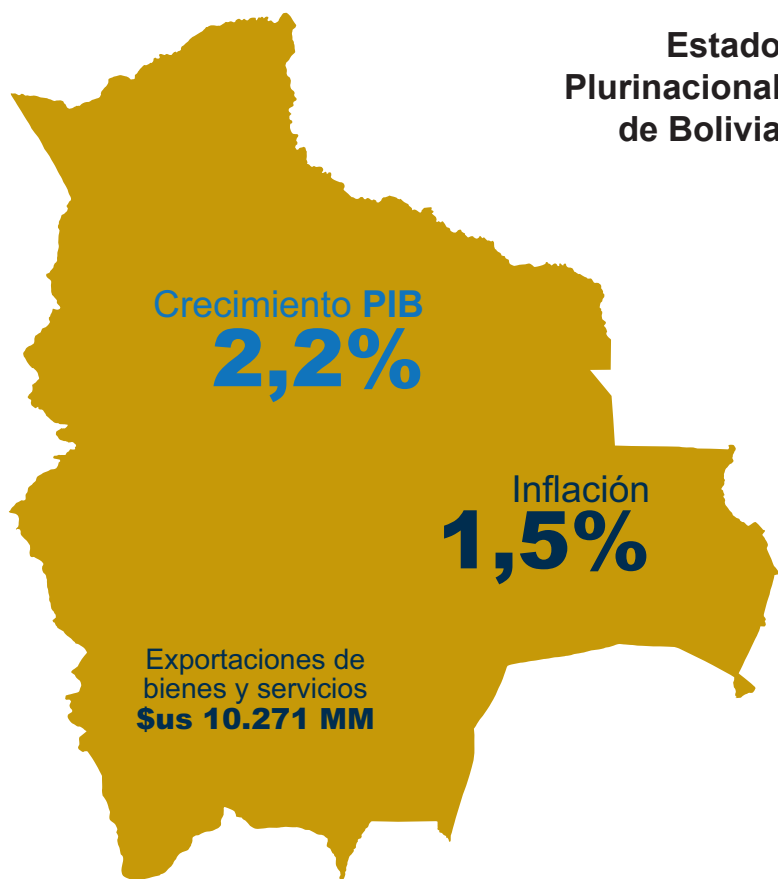 Estado
Plurinacional
de Bolivia
Crecimiento PIB
2,2%
Inflación
1,5%
Exportaciones de
bienes y servicios
$us 10.271 MM